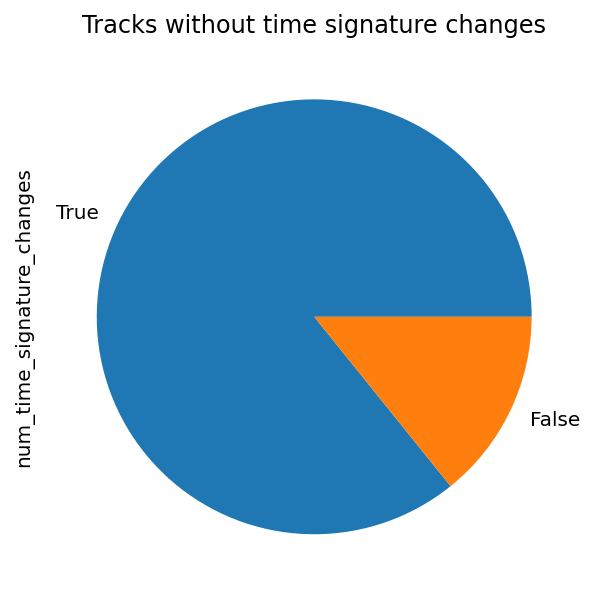 Tracks without time signature changes
num_time_signature_changes
True
False